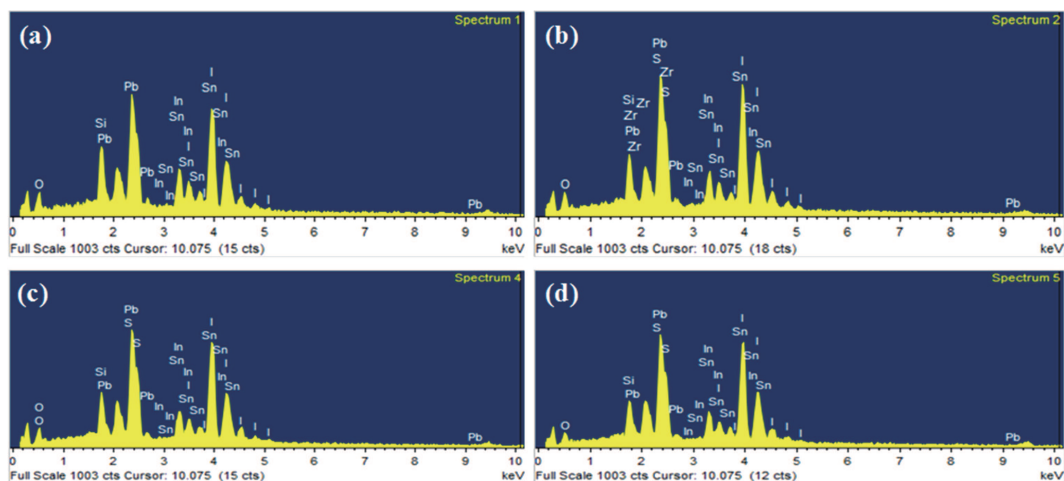 (a)
Spectrum 1
Pb
Si
Pb
O
Pb
Sn
In
In
In
Sn
In
I
Sn
Sn
I
I
Sn
I
Sn
In
Sn
I
I
I
Pb
0 1 2 3 4 5 6 7 8 9 10
Full Scale 1003 cts Cursor: 10.075 (15 cts) keV
(b)
Spectrum 2
Pb
S
Zr
S
Si
Zr
Zr
Pb
Zr
O
Pb
Sn
In
In
In
Sn
In
I
Sn
Sn
I
I
Sn
I
Sn
In
Sn
I
I
I
Pb
0 1 2 3 4 5 6 7 8 9 10
Full Scale 1003 cts Cursor: 10.075 (18 cts) keV
(c)
Spectrum 4
Pb
S
S
Si
Pb
O
O
Pb
In
In
Sn
In
Sn
In
I
Sn
Sn
I
I
Sn
Sn
I
In
Sn
I
I
I
Pb
0 1 2 3 4 5 6 7 8 9 10
Full Scale 1003 cts Cursor: 10.075 (15 cts) keV
(d)
Spectrum 5
Pb
S
S
Si
Pb
O
Pb
Sn
In
In
In
Sn
In
I
Sn
Sn
I
I
Sn
I
Sn
In
Sn
I
I
I
Pb
0 1 2 3 4 5 6 7 8 9 10
Full Scale 1003 cts Cursor: 10.075 (12 cts) keV